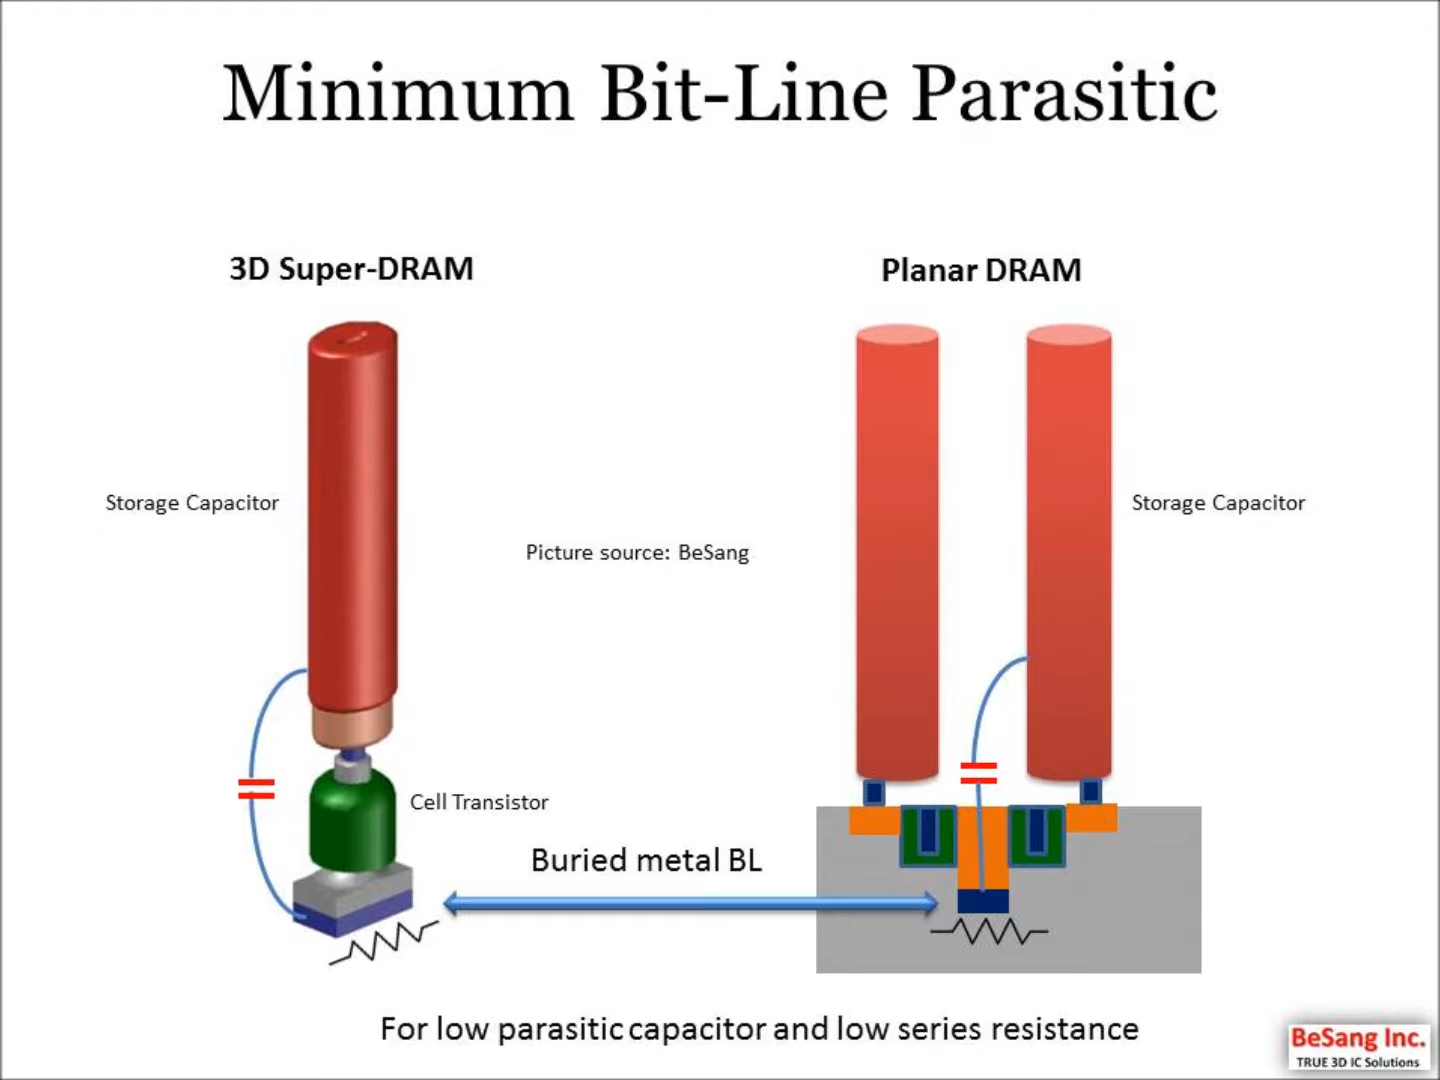 Minimum Bit-Line Parasitic
3D Super-DRAM
Planar DRAM
Storage Capacitor
Storage Capacitor
Picture source: BeSang
Cell Transistor
Buried metal BL
For low parasitic capacitor and low series resistance
BeSang Inc.
TRUE 3D IC Solutions